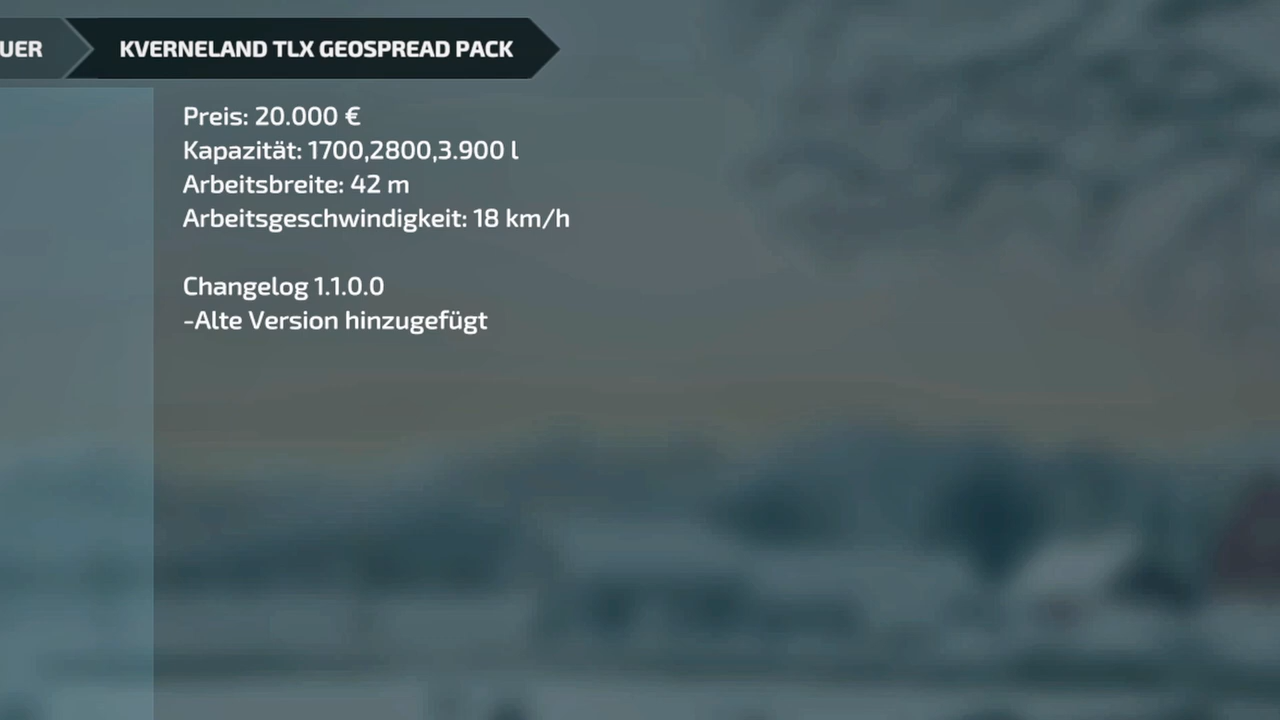 UER
KVERNELAND TLX GEOSPREAD PACK
Preis: 20.000 €
Kapazität: 1700,2800,3.900 l
Arbeitsbreite: 42 m
Arbeitsgeschwindigkeit: 18 km/h
Changelog 1.1.0.0
-Alte Version hinzugefügt